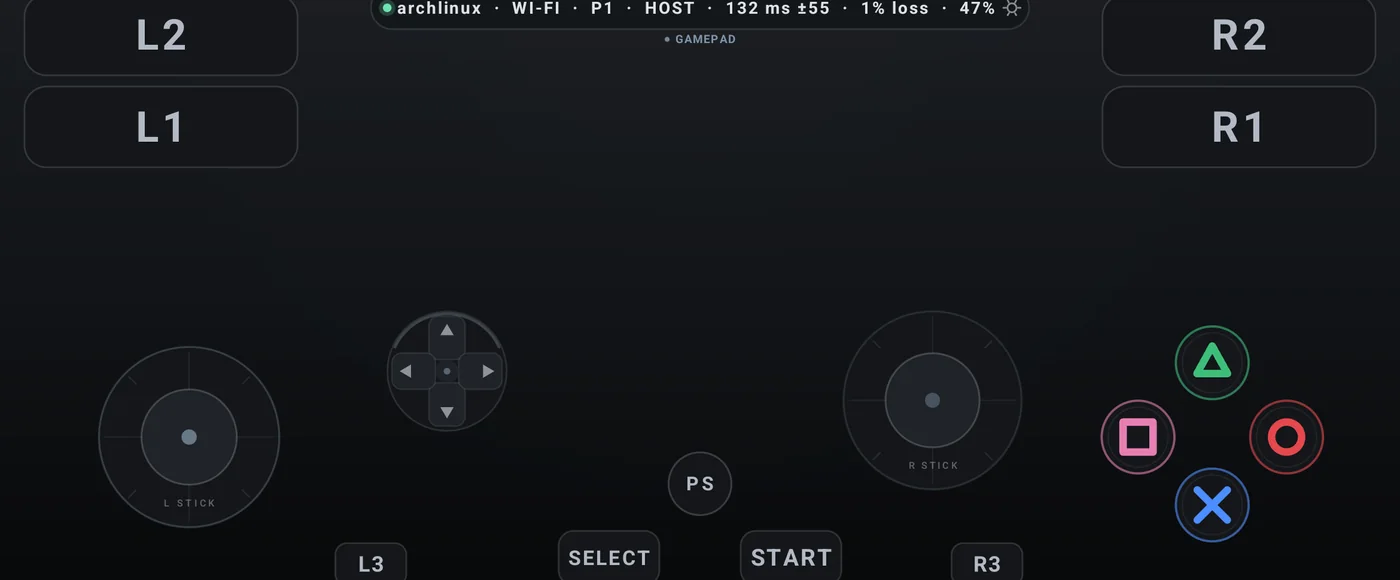 archlinux · WI-FI · P1 · HOST · 132 ms ±55 · 1% loss · 47%
GAMEPAD
L2
R2
L1
R1
L STICK
R STICK
PS
L3
SELECT
START
R3